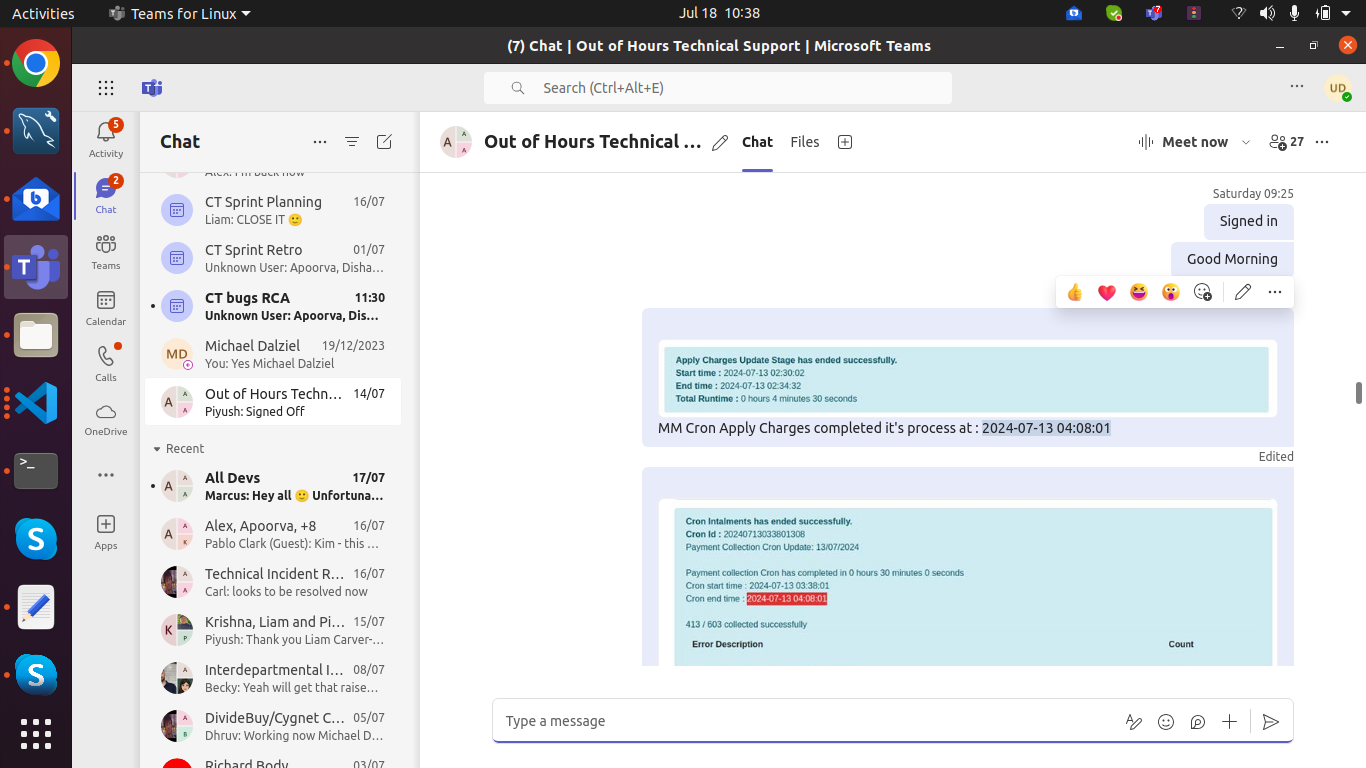 Activities
Teams for Linux
Jul 18 10:38
7
(7) Chat | Out of Hours Technical Support | Microsoft Teams
Search (Ctrl+Alt+E)
UD
5
Activity
2
Chat
Teams
Calendar
Calls
OneDrive
Apps
Chat
Alex: I'm back now
CT Sprint Planning 16/07
Liam: CLOSE IT 🙂
CT Sprint Retro 01/07
Unknown User: Apoorva, Disha...
CT bugs RCA 11:30
Unknown User: Apoorva, Dis...
MD
Michael Dalziel 19/12/2023
You: Yes Michael Dalziel
A A A
Out of Hours Techn... 14/07
Piyush: Signed Off
Recent
A A A
All Devs 17/07
Marcus: Hey all 🙂 Unfortuna...
A A K
Alex, Apoorva, +8 16/07
Pablo Clark (Guest): Kim - this ...
A A
Technical Incident R... 16/07
Carl: looks to be resolved now
K P
Krishna, Liam and Pi... 15/07
Piyush: Thank you Liam Carver-...
Interdepartmental I... 08/07
Becky: Yeah will get that raise...
A B
DivideBuy/Cygnet C... 05/07
Dhruv: Working now Michael D...
Richard Body 03/07
A A A
Out of Hours Technical ...
Chat
Files
Meet now
27
Saturday 09:25
Signed in
Good Morning
Apply Charges Update Stage has ended successfully.
Start time : 2024-07-13 02:30:02
End time : 2024-07-13 02:34:32
Total Runtime : 0 hours 4 minutes 30 seconds
MM Cron Apply Charges completed it's process at : 2024-07-13 04:08:01
Edited
Cron Intalments has ended successfully.
Cron Id : 20240713033801308
Payment Collection Cron Update: 13/07/2024
Payment collection Cron has completed in 0 hours 30 minutes 0 seconds
Cron start time : 2024-07-13 03:38:01
Cron end time : 2024-07-13 04:08:01
413 / 603 collected successfully
Error Description Count
Type a message